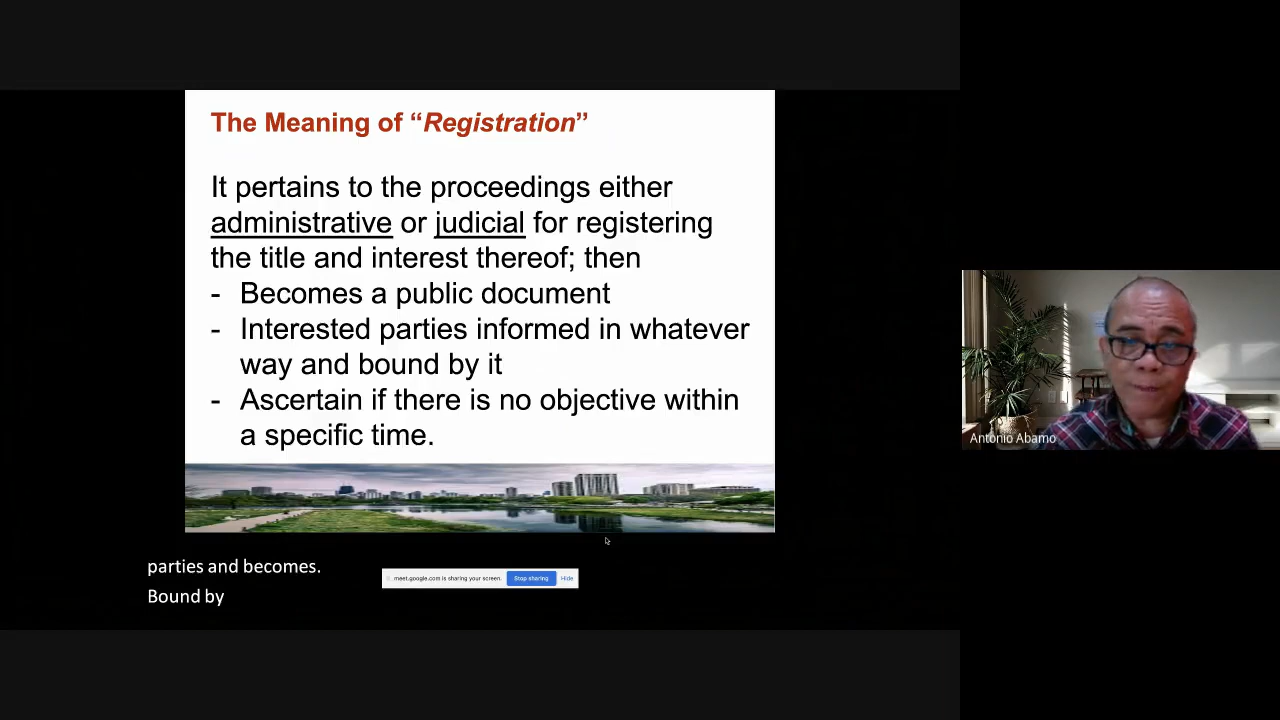 The Meaning of “Registration”
It pertains to the proceedings either
administrative or judicial for registering
the title and interest thereof; then
- Becomes a public document
- Interested parties informed in whatever
way and bound by it
- Ascertain if there is no objective within
a specific time.
Antonio Abamo
parties and becomes.
Bound by
meet.google.com is sharing your screen. Stop sharing Hide